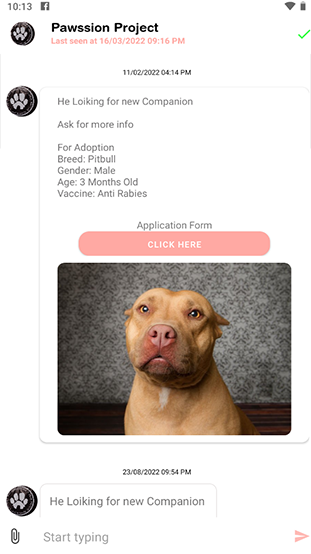 10:13
Pawssion Project
Last seen at 16/03/2022 09:16 PM
11/02/2022 04:14 PM
He Loiking for new Companion
Ask for more info
For Adoption
Breed: Pitbull
Gender: Male
Age: 3 Months Old
Vaccine: Anti Rabies
Application Form
CLICK HERE
23/08/2022 09:54 PM
He Loiking for new Companion
Start typing